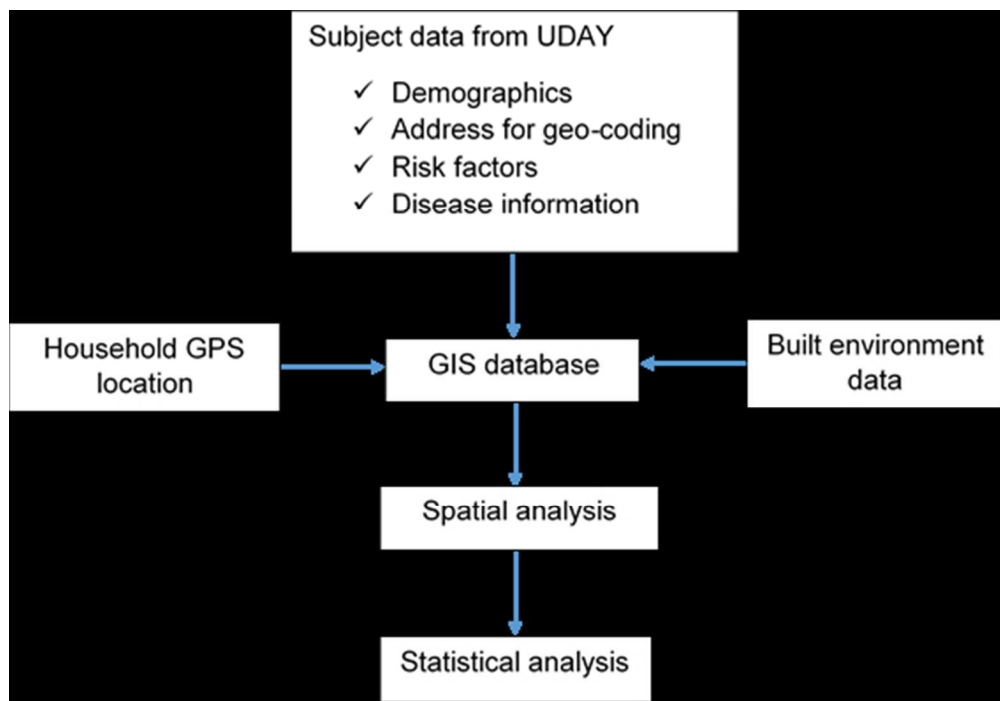 Subject data from UDAY
✓ Demographics
✓ Address for geo-coding
✓ Risk factors
✓ Disease information
Household GPS
location
GIS database
Built environment
data
Spatial analysis
Statistical analysis